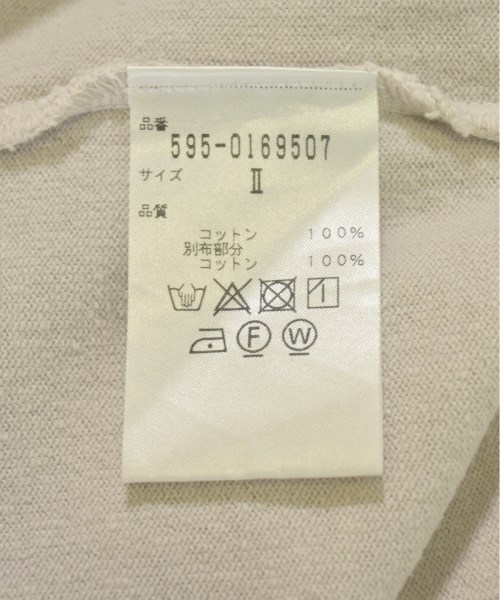 品番
595-0169507
サイズ
Ⅱ
品質
コットン 100%
別布部分
コットン 100%
F W